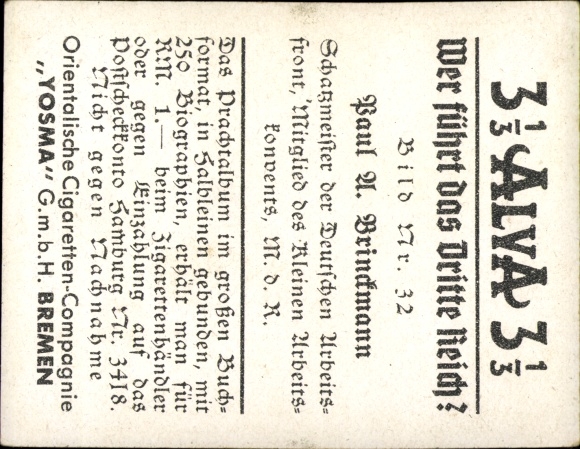 3⅓ ALVA 3⅓
Wer führt das Dritte Reich?
Bild Nr. 32
Paul A. Brinckmann
Schatzmeister der Deutschen Arbeits-
front, Mitglied des Kleinen Arbeits-
konvents, M. d. R.
Das Prachtalbum im großen Buch-
format, in Halbleinen gebunden, mit
250 Biographien, erhält man für
RM. 1.— beim Zigarettenhändler
oder gegen Einzahlung auf das
Postscheckkonto Hamburg Nr. 3418.
Nicht gegen Nachnahme
Orientalische Cigaretten-Compagnie
„YOSMA“ G.m.b.H. BREMEN